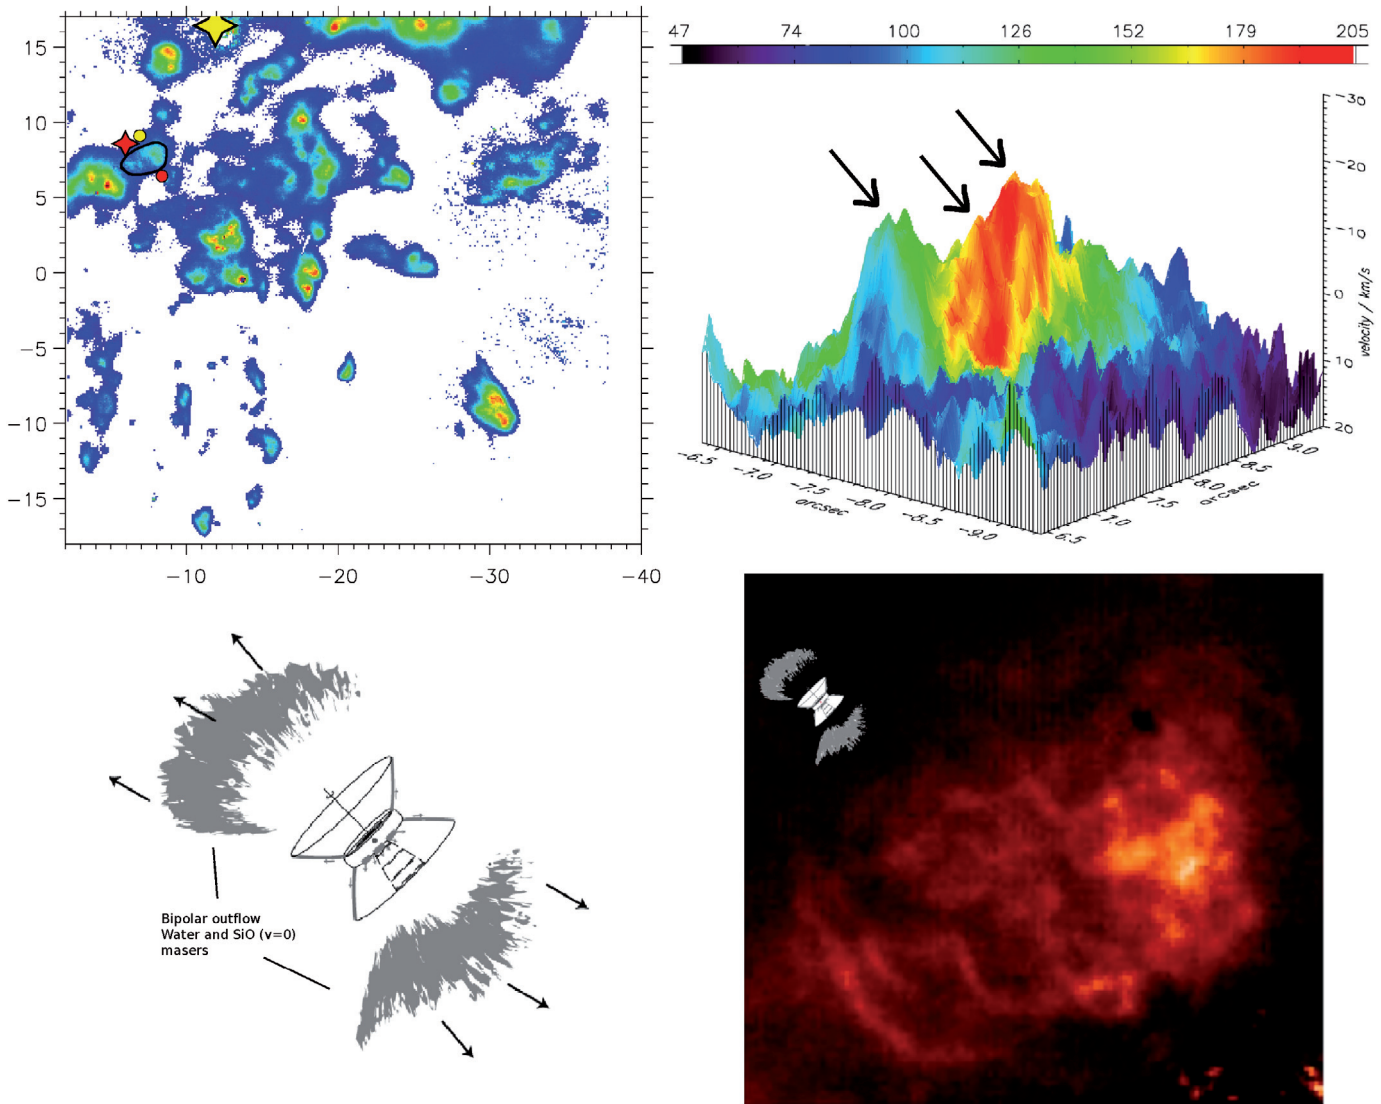 15
10
5
0
−5
−10
−15
−10 −20 −30 −40
47 74 100 126 152 179 205
−30
−20
−10
0
10
20
velocity / km/s
−6.5 −7.0 −7.5 −8.0 −8.5 −9.0
arcsec
6.5 7.0 7.5 8.0 8.5 9.0
arcsec
Bipolar outflow
Water and SiO (v=0)
masers